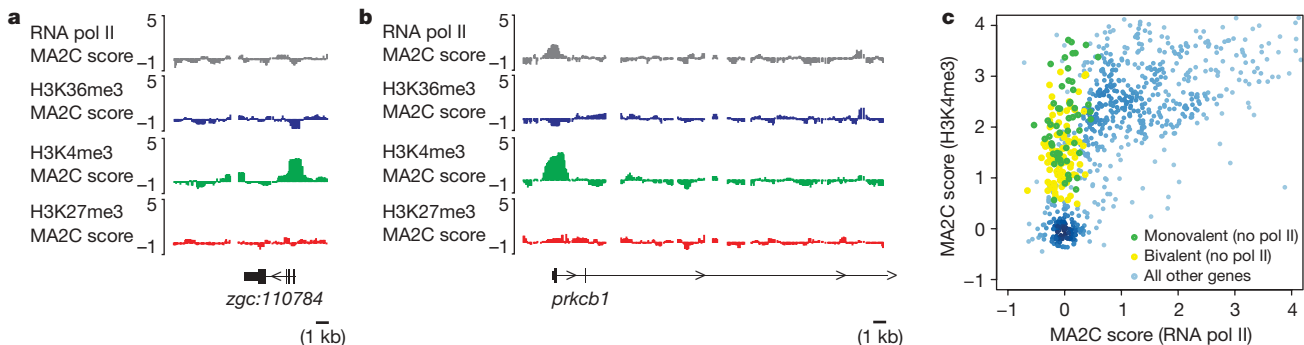 a
RNA pol II
MA2C score
5
−1
H3K36me3
MA2C score
5
−1
H3K4me3
MA2C score
5
−1
H3K27me3
MA2C score
5
−1
zgc:110784
(1 kb)
b
RNA pol II
MA2C score
5
−1
H3K36me3
MA2C score
5
−1
H3K4me3
MA2C score
5
−1
H3K27me3
MA2C score
5
−1
prkcb1
(1 kb)
c
MA2C score (H3K4me3)
4
3
2
1
0
−1
Monovalent (no pol II)
Bivalent (no pol II)
All other genes
−1 0 1 2 3 4
MA2C score (RNA pol II)